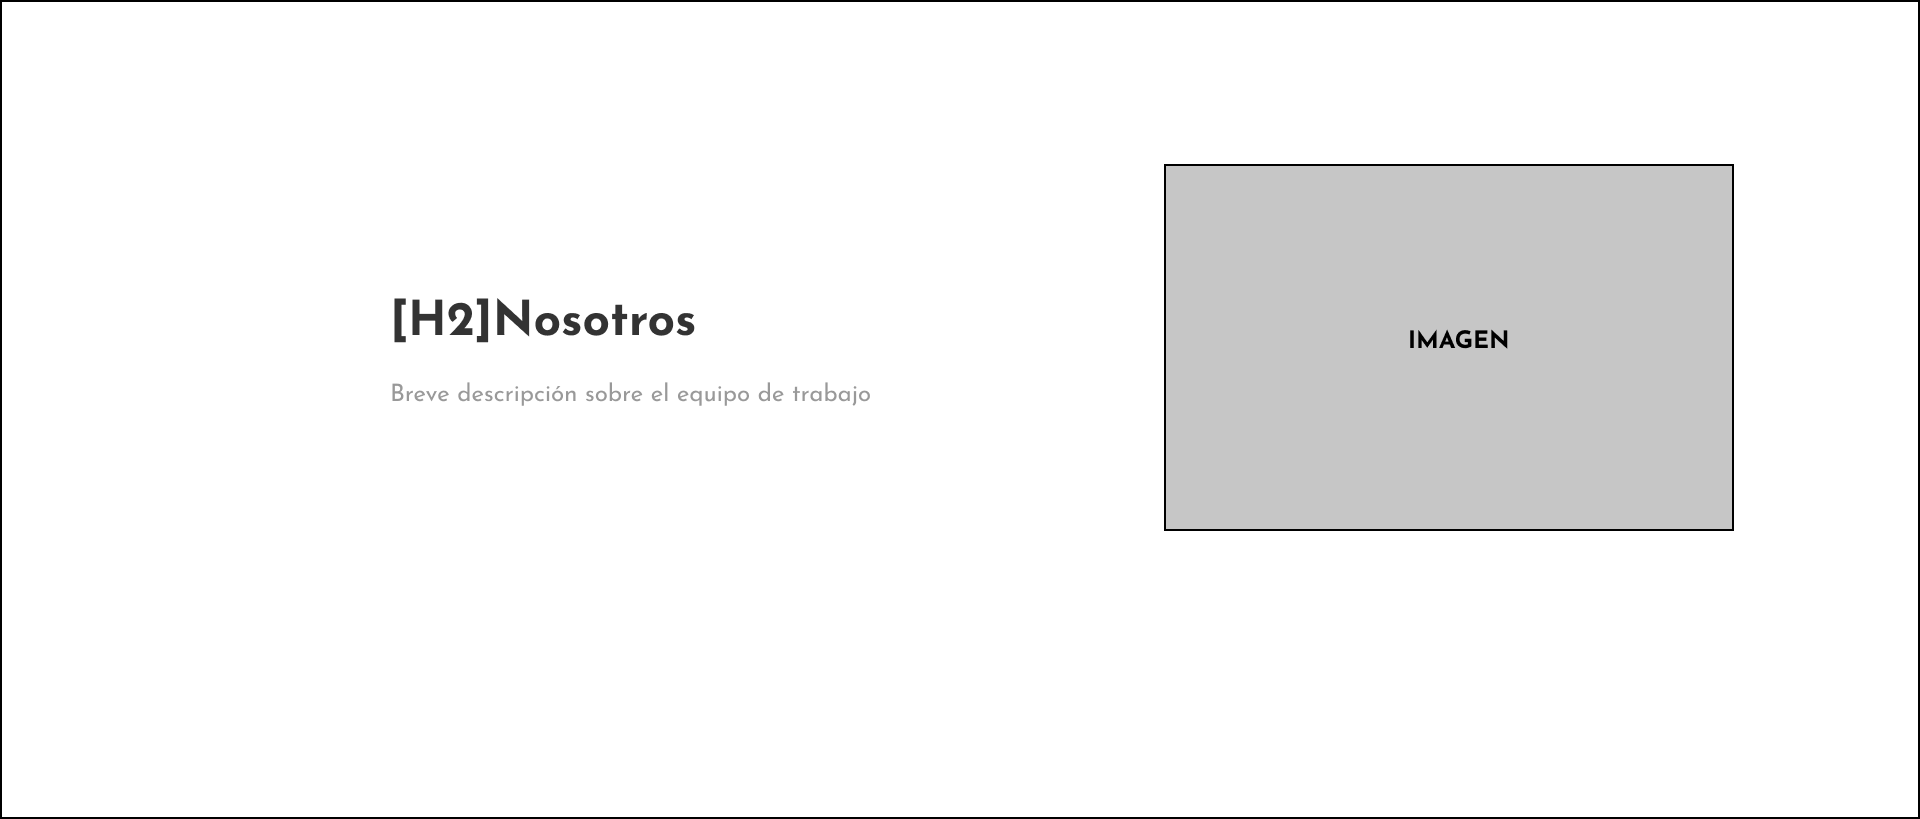 [H2]Nosotros
Breve descripción sobre el equipo de trabajo
IMAGEN